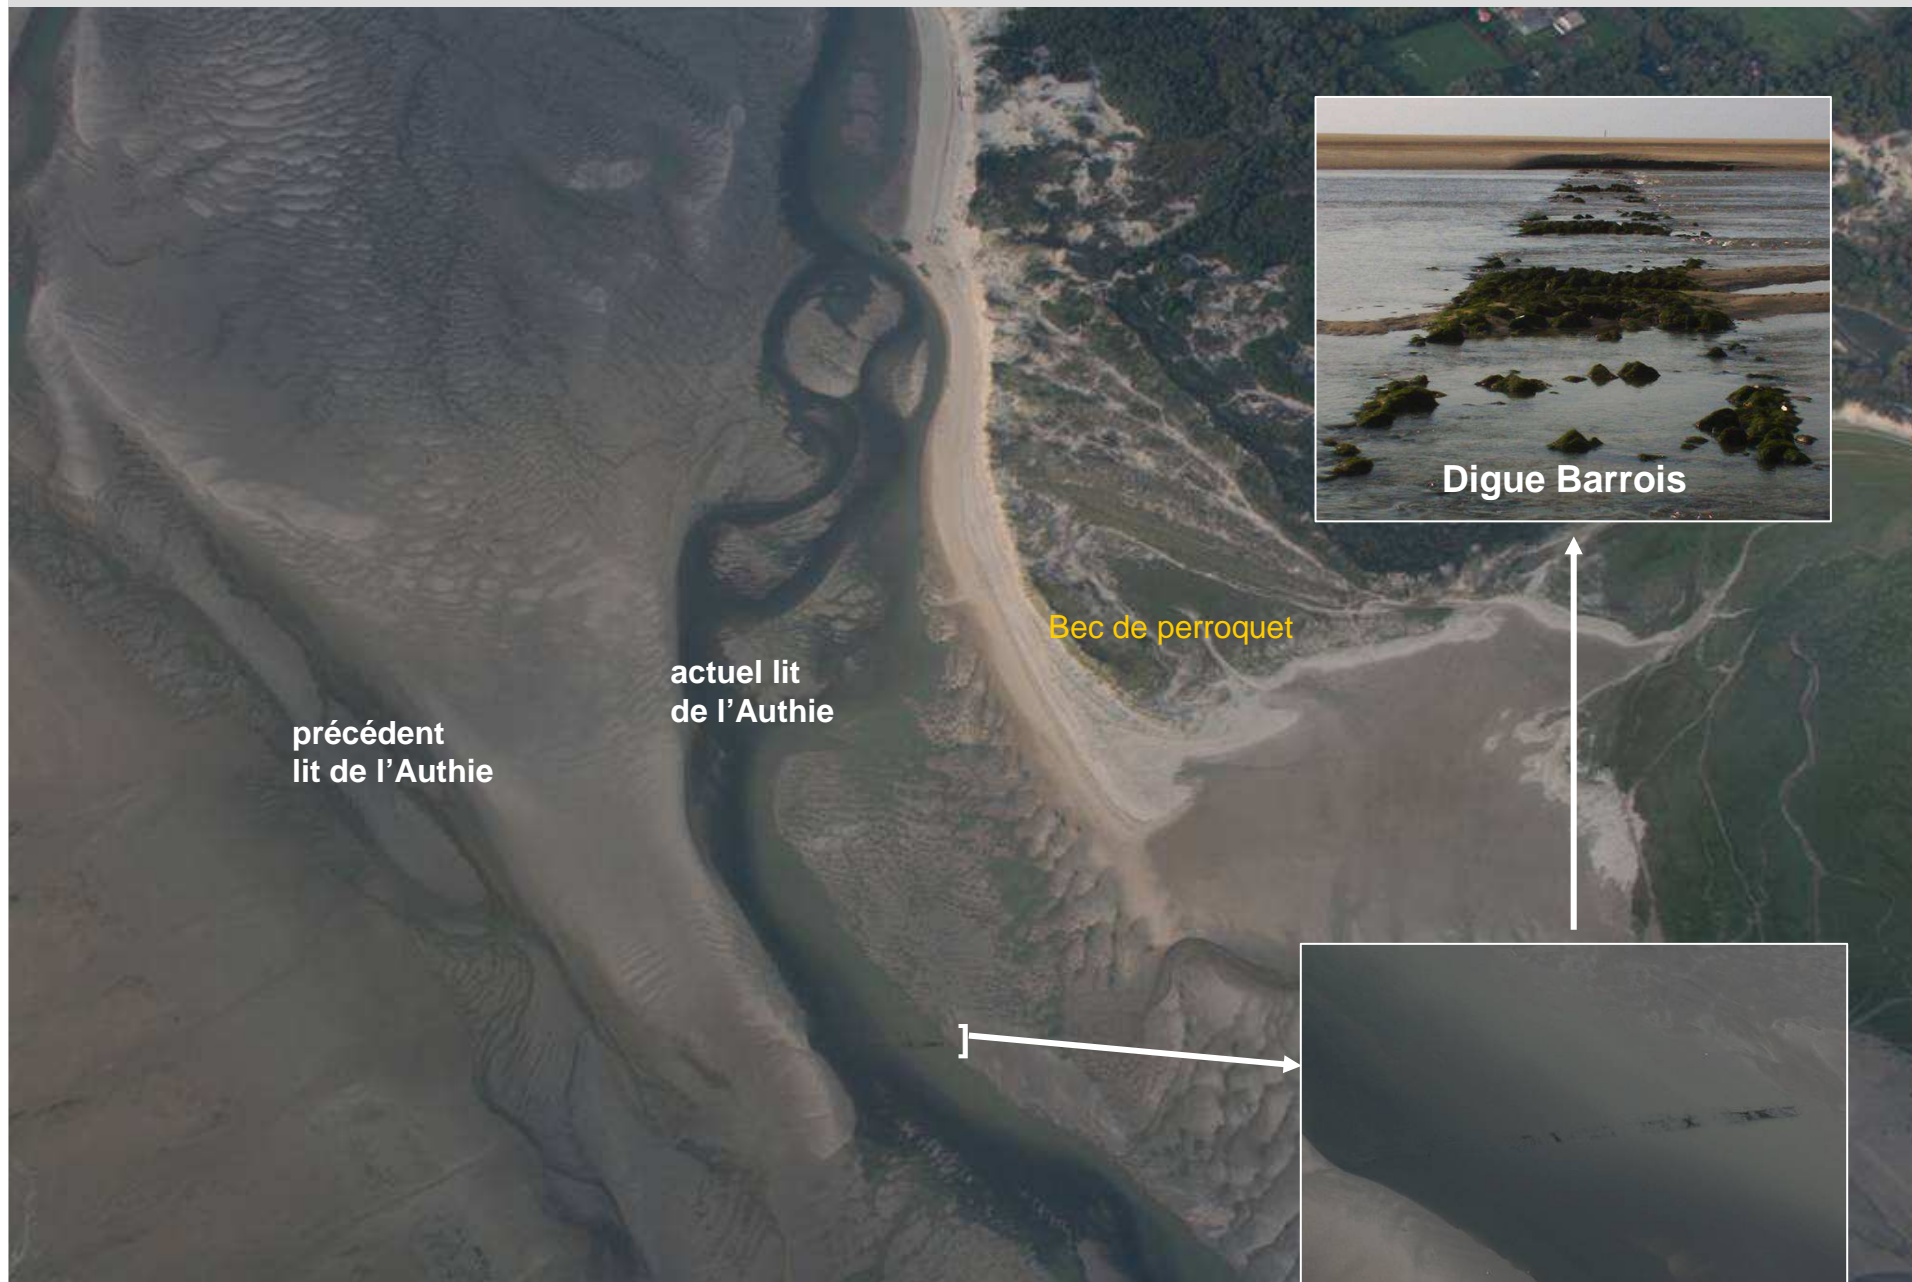 Digue Barrois
Bec de perroquet
actuel lit
de l’Authie
précédent
lit de l’Authie
]